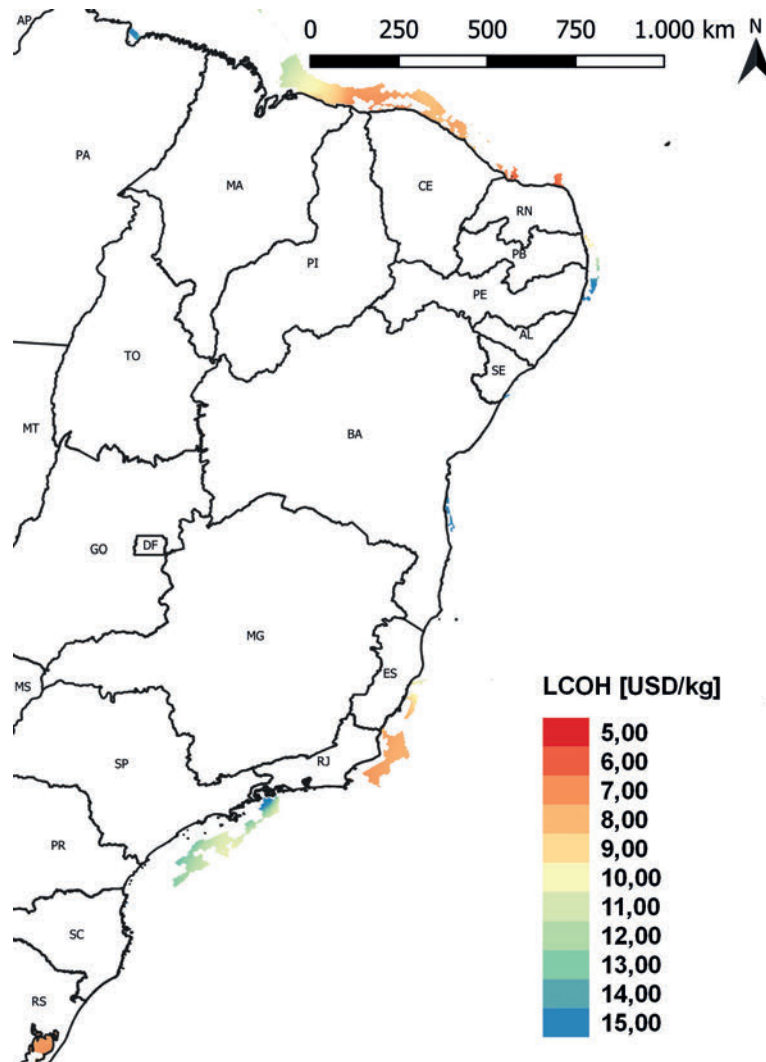 AP
0 250 500 750 1.000 km
N
PA
MA
CE
RN
PB
PI
PE
AL
SE
TO
MT
BA
GO
DF
MG
ES
MS
SP
RJ
PR
SC
RS
LCOH [USD/kg]
5,00
6,00
7,00
8,00
9,00
10,00
11,00
12,00
13,00
14,00
15,00